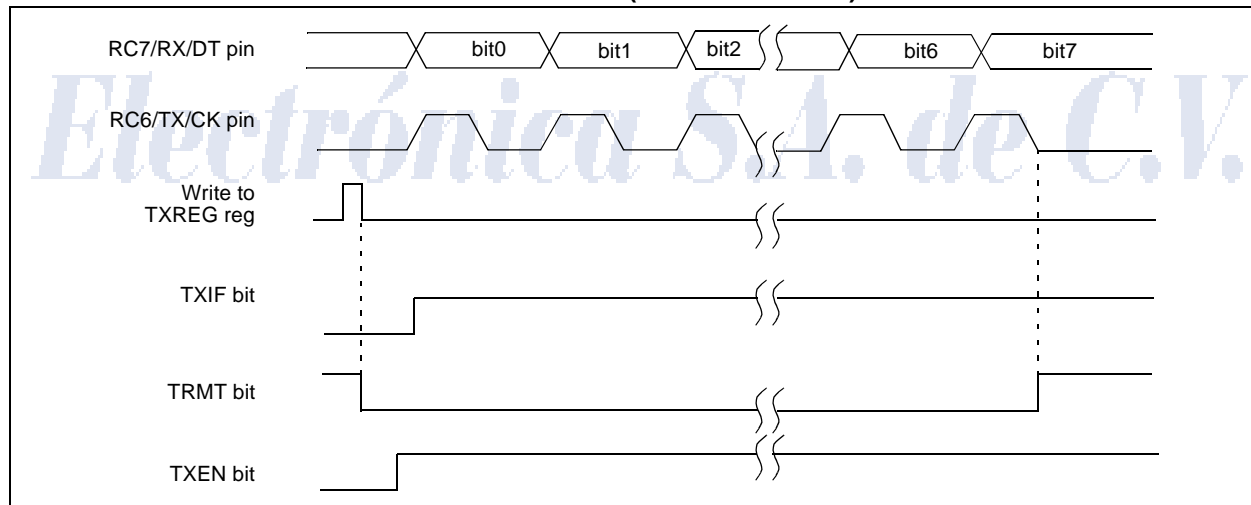 RC7/RX/DT pin
bit0
bit1
bit2
bit6
bit7
RC6/TX/CK pin
Electrónica S.A. de C.V.
Write to
TXREG reg
TXIF bit
TRMT bit
TXEN bit